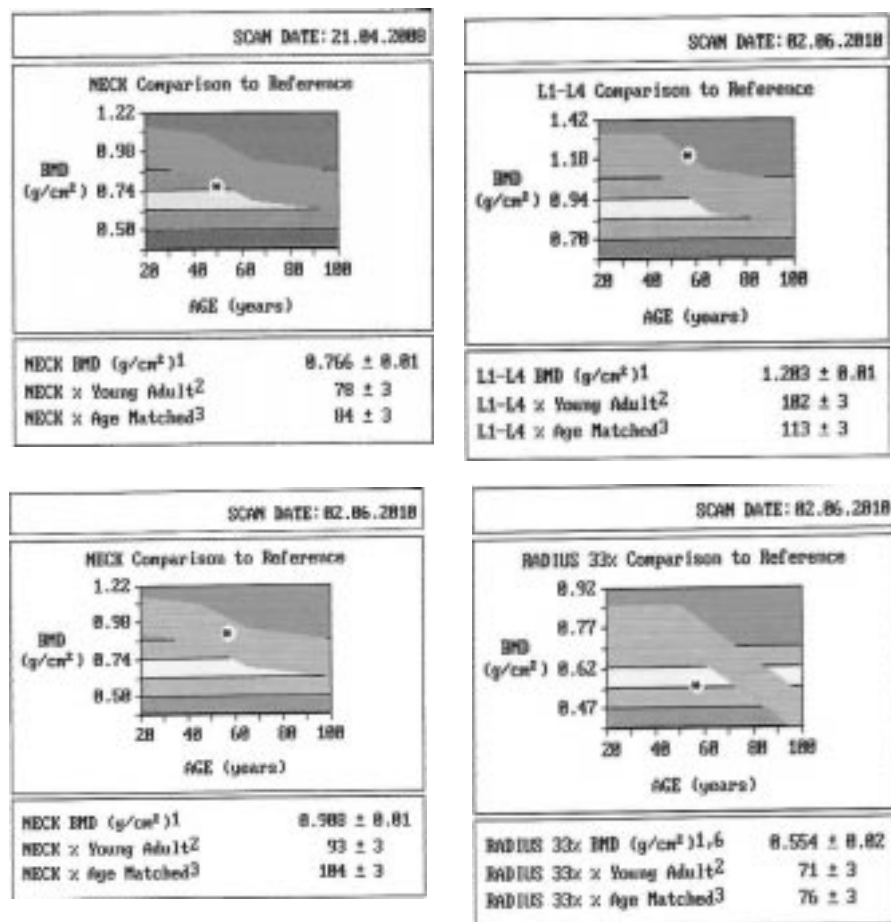 SCAN DATE: 21.04.2008
NECK Comparison to Reference
1.22
0.98
BMD
(g/cm²) 0.74
0.50
20 40 60 80 100
AGE (years)
NECK BMD (g/cm²)1 0.766 ± 0.01
NECK % Young Adult2 78 ± 3
NECK % Age Matched3 84 ± 3
SCAN DATE: 02.06.2010
L1-L4 Comparison to Reference
1.42
1.18
BMD
(g/cm²) 0.94
0.70
20 40 60 80 100
AGE (years)
L1-L4 BMD (g/cm²)1 1.203 ± 0.01
L1-L4 % Young Adult2 102 ± 3
L1-L4 % Age Matched3 113 ± 3
SCAN DATE: 02.06.2010
NECK Comparison to Reference
1.22
0.98
BMD
(g/cm²) 0.74
0.50
20 40 60 80 100
AGE (years)
NECK BMD (g/cm²)1 0.908 ± 0.01
NECK % Young Adult2 93 ± 3
NECK % Age Matched3 104 ± 3
SCAN DATE: 02.06.2010
RADIUS 33% Comparison to Reference
0.92
0.77
BMD
(g/cm²) 0.62
0.47
20 40 60 80 100
AGE (years)
RADIUS 33% BMD (g/cm²)1,6 0.554 ± 0.02
RADIUS 33% % Young Adult2 71 ± 3
RADIUS 33% % Age Matched3 76 ± 3